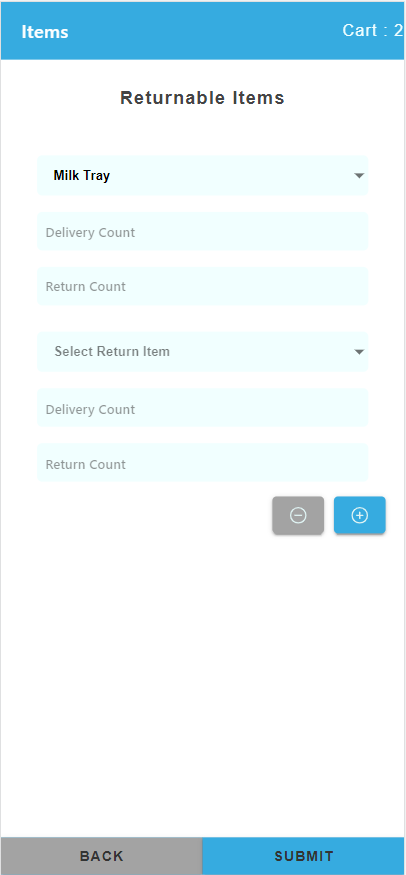 Items
Cart : 2
Returnable Items
Milk Tray
Delivery Count
Return Count
Select Return Item
Delivery Count
Return Count
BACK
SUBMIT